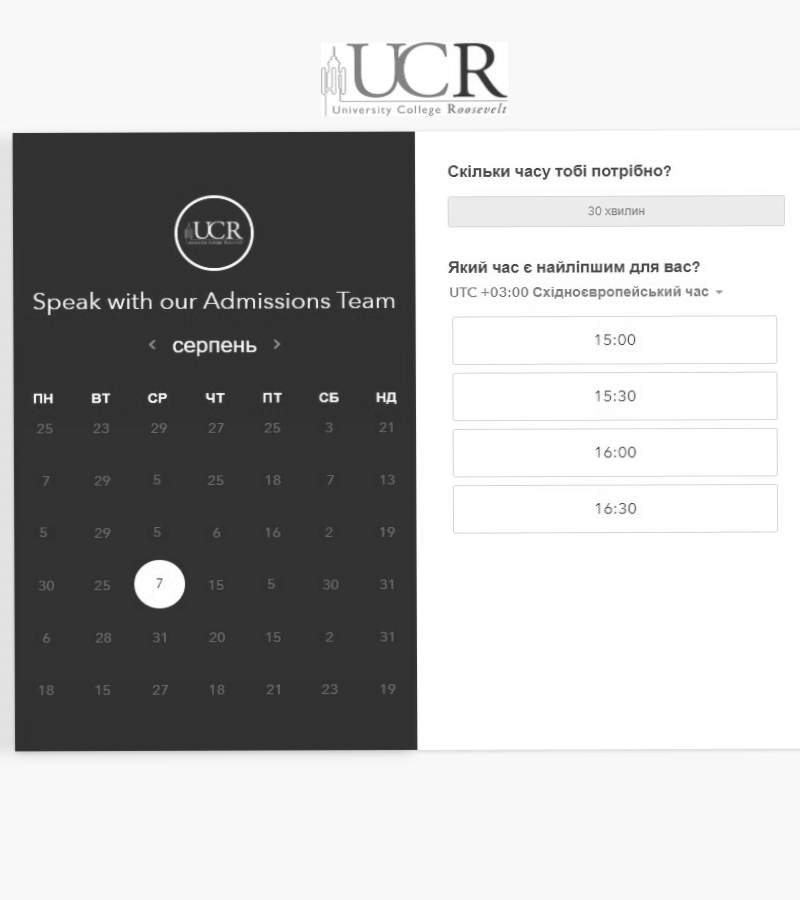 UCR
University College Roosevelt
UCR
University College Roosevelt
Speak with our Admissions Team
‹ серпень ›
ПН ВТ СР ЧТ ПТ СБ НД
25 23 29 27 25 3 21
7 29 5 25 18 7 13
5 29 5 6 16 2 19
30 25 7 15 5 30 31
6 28 31 20 15 2 31
18 15 27 18 21 23 19
Скільки часу тобі потрібно?
30 хвилин
Який час є найліпшим для вас?
UTC +03:00 Східноєвропейський час
15:00
15:30
16:00
16:30